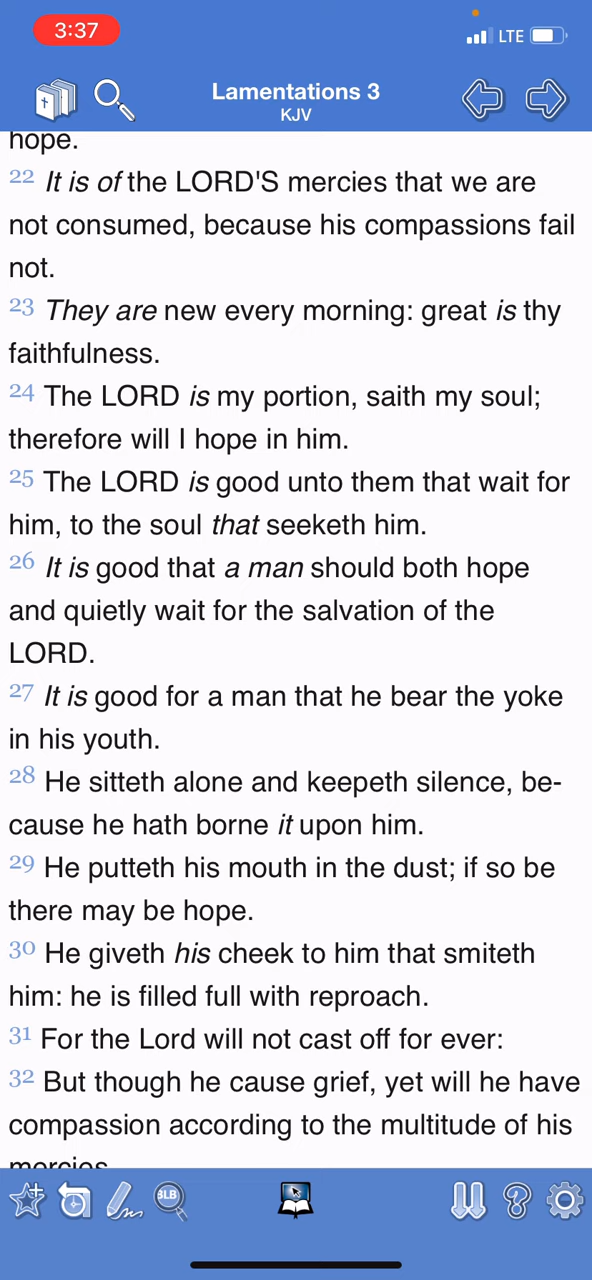 3:37
LTE
Lamentations 3
KJV
hope.
22 It is of the LORD'S mercies that we are
not consumed, because his compassions fail
not.
23 They are new every morning: great is thy
faithfulness.
24 The LORD is my portion, saith my soul;
therefore will I hope in him.
25 The LORD is good unto them that wait for
him, to the soul that seeketh him.
26 It is good that a man should both hope
and quietly wait for the salvation of the
LORD.
27 It is good for a man that he bear the yoke
in his youth.
28 He sitteth alone and keepeth silence, be-
cause he hath borne it upon him.
29 He putteth his mouth in the dust; if so be
there may be hope.
30 He giveth his cheek to him that smiteth
him: he is filled full with reproach.
31 For the Lord will not cast off for ever:
32 But though he cause grief, yet will he have
compassion according to the multitude of his
mercies.
BLB